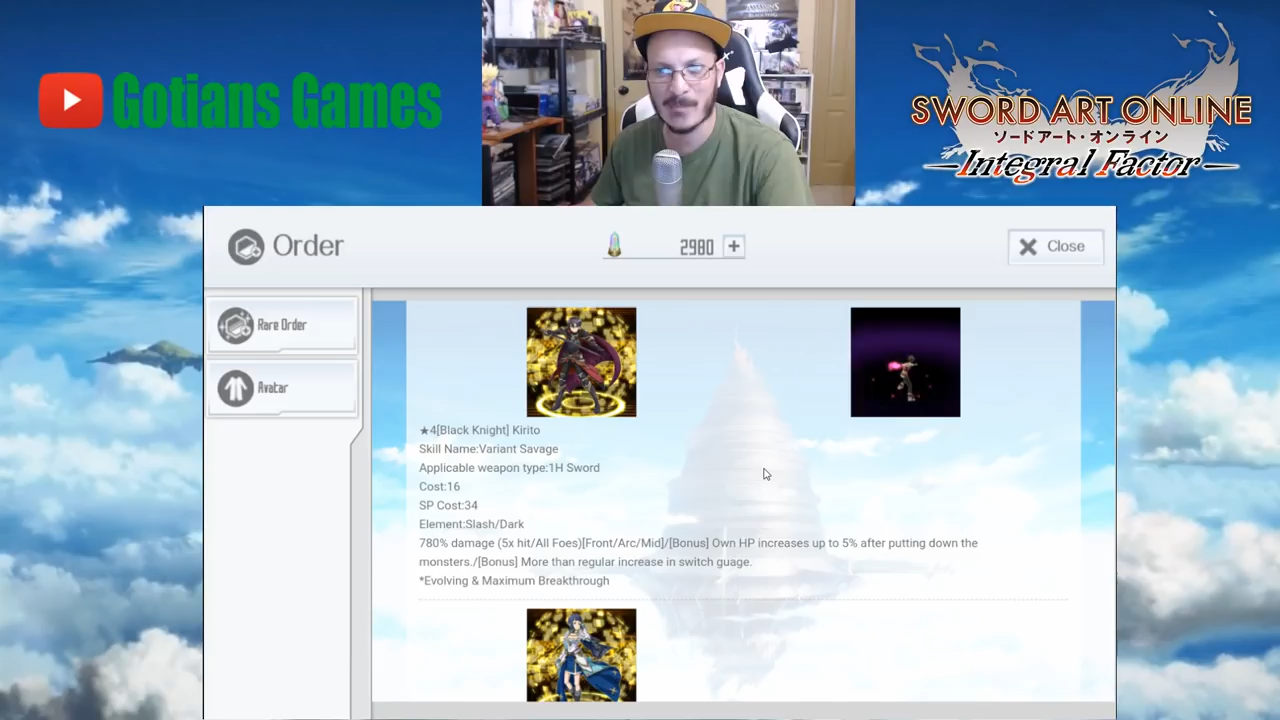 Gotians Games
ASSASSIN'S
SWORD ART ONLINE
ソードアート・オンライン
Integral Factor
Order
2980
Close
Rare Order
Avatar
★4[Black Knight] Kirito
Skill Name:Variant Savage
Applicable weapon type:1H Sword
Cost:16
SP Cost:34
Element:Slash/Dark
780% damage (5x hit/All Foes)[Front/Arc/Mid]/[Bonus] Own HP increases up to 5% after putting down the
monsters./[Bonus] More than regular increase in switch guage.
*Evolving & Maximum Breakthrough